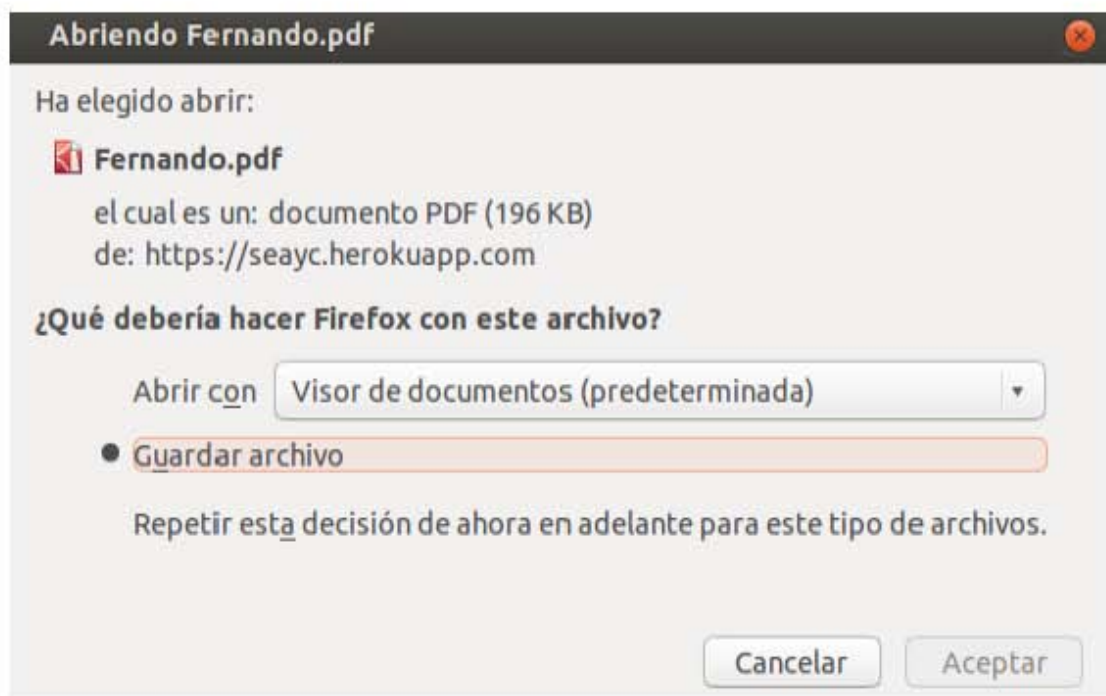 Abriendo Fernando.pdf
Ha elegido abrir:
Fernando.pdf
el cual es un: documento PDF (196 KB)
de: https://seayc.herokuapp.com
¿Qué debería hacer Firefox con este archivo?
Abrir con Visor de documentos (predeterminada)
Guardar archivo
Repetir esta decisión de ahora en adelante para este tipo de archivos.
Cancelar Aceptar